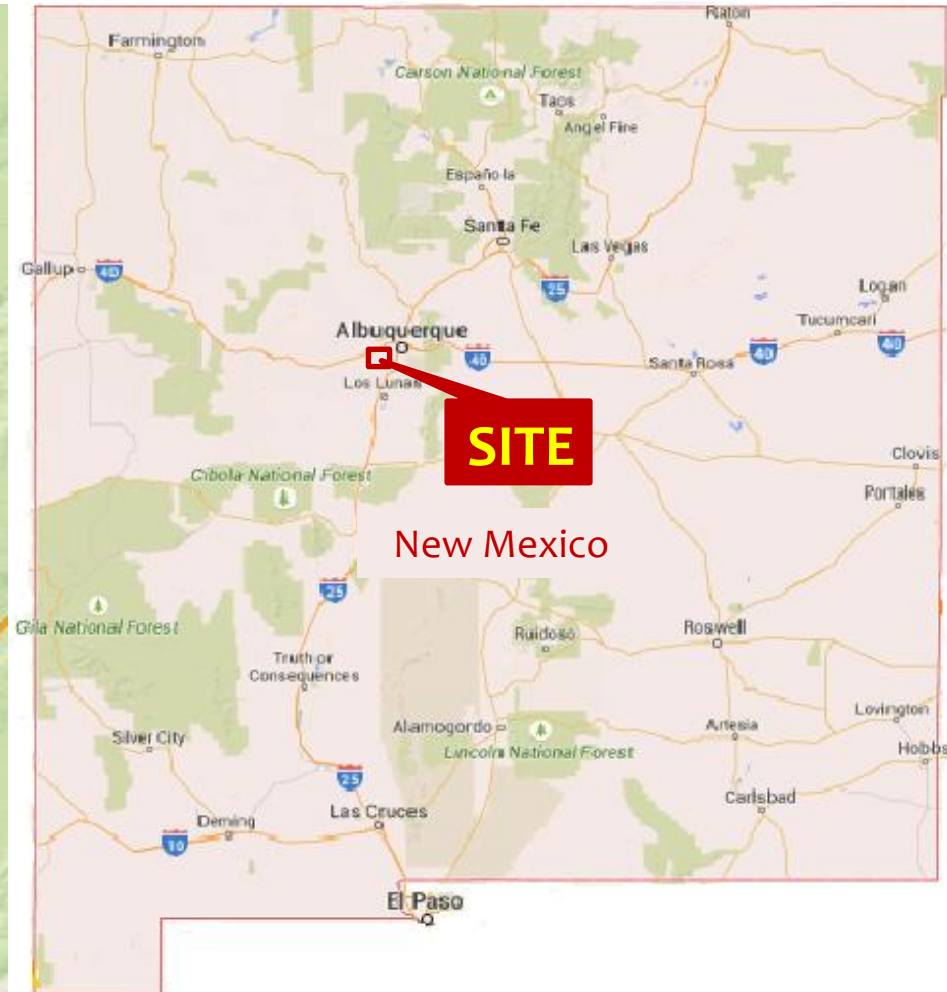 Raton
Farmington
Carson National Forest
Taos
Angel Fire
Española
Santa Fe
Las Vegas
Gallup
40
25
Logan
Tucumcari
Albuquerque
40
40
40
Santa Rosa
Los Lunas
SITE
Clovis
Cibola National Forest
Portales
New Mexico
25
Gila National Forest
Ruidoso
Roswell
Truth or
Consequences
Lovington
Alamogordo
Artesia
Silver City
Lincoln National Forest
Hobbs
25
Carlsbad
Las Cruces
Deming
10
El Paso